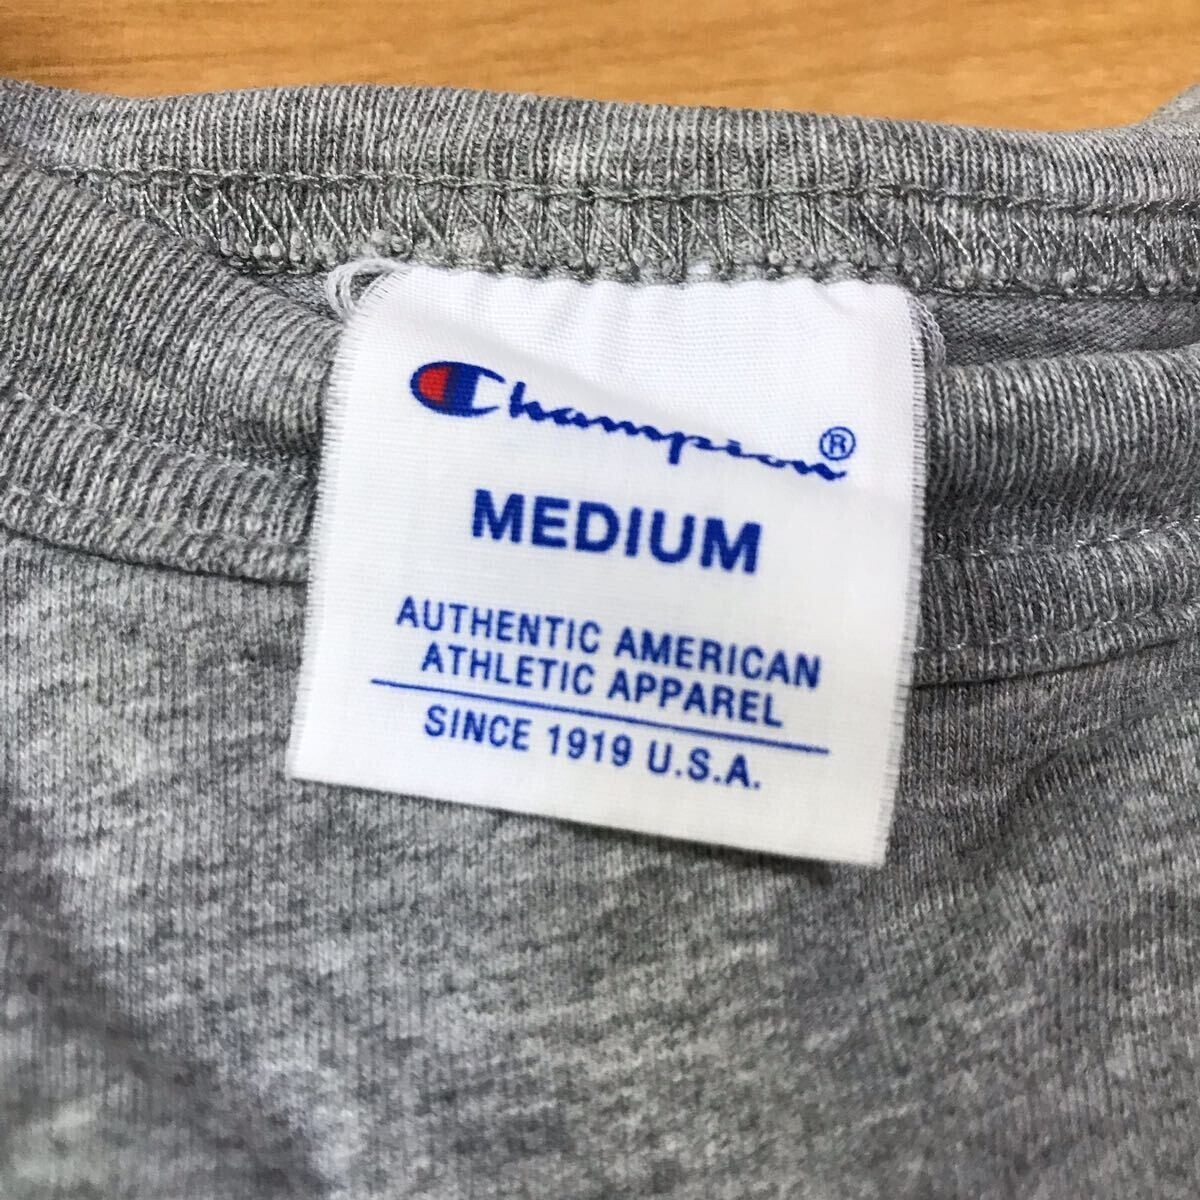 Champion®
MEDIUM
AUTHENTIC AMERICAN
ATHLETIC APPAREL
SINCE 1919 U.S.A.